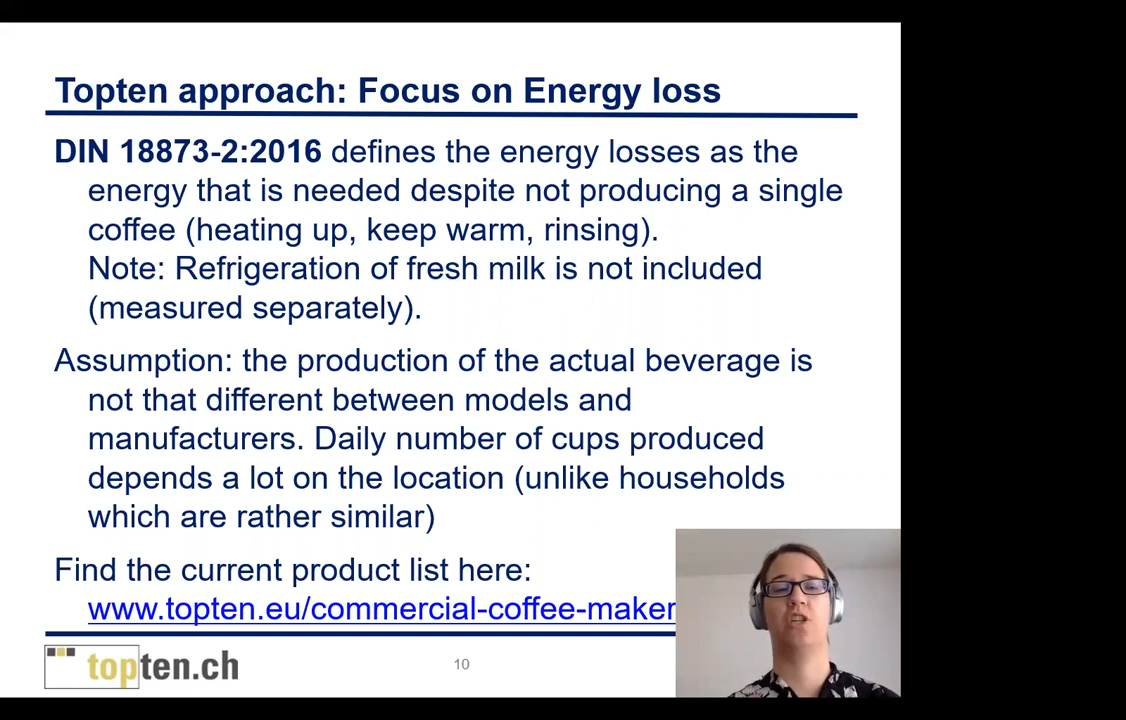 Topten approach: Focus on Energy loss
DIN 18873-2:2016 defines the energy losses as the
energy that is needed despite not producing a single
coffee (heating up, keep warm, rinsing).
Note: Refrigeration of fresh milk is not included
(measured separately).
Assumption: the production of the actual beverage is
not that different between models and
manufacturers. Daily number of cups produced
depends a lot on the location (unlike households
which are rather similar)
Find the current product list here:
www.topten.eu/commercial-coffee-maker
topten.ch
10